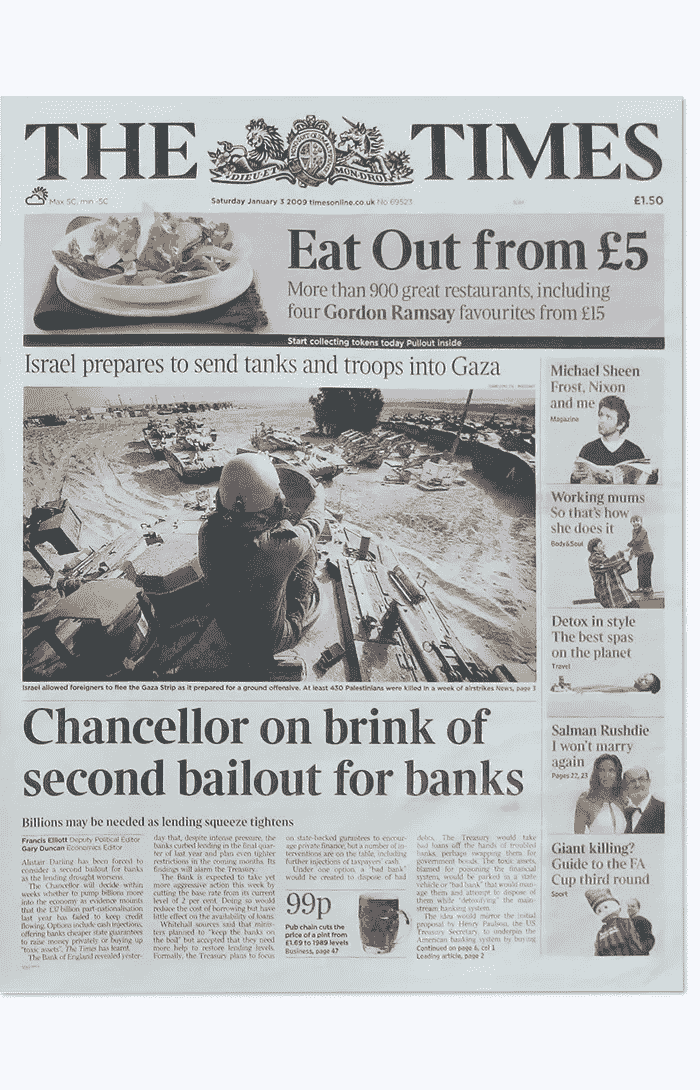 THE TIMES
DIEU ET MON DROIT
Max 5C, min -5C
Saturday January 3 2009 timesonline.co.uk No 69523
£1.50
Eat Out from £5
More than 900 great restaurants, including
four Gordon Ramsay favourites from £15
Start collecting tokens today Pullout inside
Israel prepares to send tanks and troops into Gaza
Israel allowed foreigners to flee the Gaza Strip as it prepared for a ground offensive. At least 430 Palestinians were killed in a week of airstrikes News, page 3
Chancellor on brink of
second bailout for banks
Billions may be needed as lending squeeze tightens
Francis Elliott Deputy Political Editor
Gary Duncan Economics Editor
Alistair Darling has been forced to
consider a second bailout for banks
as the lending drought worsens.
The Chancellor will decide within
weeks whether to pump billions more
into the economy as evidence mounts
that the £37 billion part-nationalisation
last year has failed to keep credit
flowing. Options include cash injections,
offering banks cheaper state guarantees
to raise money privately or buying up
"toxic assets", The Times has learnt.
The Bank of England revealed yester-
day that, despite intense pressure, the
banks curbed lending in the final quar-
ter of last year and plan even tighter
restrictions in the coming months. Its
findings will alarm the Treasury.
The Bank is expected to take yet
more aggressive action this week by
cutting the base rate from its current
level of 2 per cent. Doing so would
reduce the cost of borrowing but have
little effect on the availability of loans.
Whitehall sources said that minis-
ters planned to "keep the banks on
the boil" but accepted that they need
more help to restore lending levels.
Formally, the Treasury plans to focus
on state-backed gurantees to encour-
age private finance, but a number of in-
terventions are on the table, including
further injections of taxpayers' cash.
Under one option, a "bad bank"
would be created to dispose of bad
99p
Pub chain cuts the
price of a pint from
£1.69 to 1989 levels
Business, page 47
debts. The Treasury would take
bad loans off the hands of troubled
banks, perhaps swapping them for
government bonds. The toxic assets,
blamed for poisoning the financial
system, would be parked in a state
vehicle or "bad bank" that would man-
age them and attempt to dispose of
them while "detoxifying" the main-
stream banking system.
The idea would mirror the initial
proposal by Henry Paulson, the US
Treasury Secretary, to underpin the
American banking system by buying
Continued on page 6, col 1
Leading article, page 2
Michael Sheen
Frost, Nixon
and me
Magazine
Working mums
So that's how
she does it
Body&Soul
Detox in style
The best spas
on the planet
Travel
Salman Rushdie
I won't marry
again
Pages 22, 23
Giant killing?
Guide to the FA
Cup third round
Sport